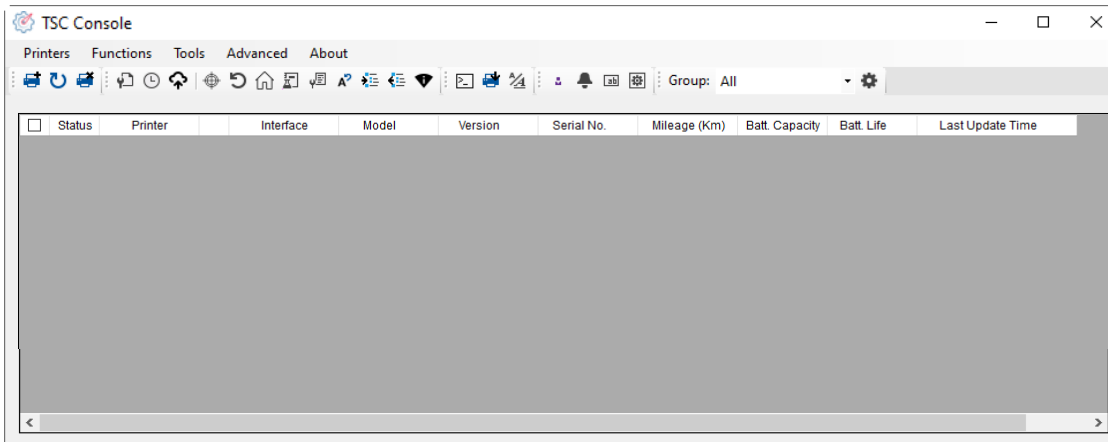 TSC Console
Printers Functions Tools Advanced About
Group: All
Status Printer Interface Model Version Serial No. Mileage (Km) Batt. Capacity Batt. Life Last Update Time